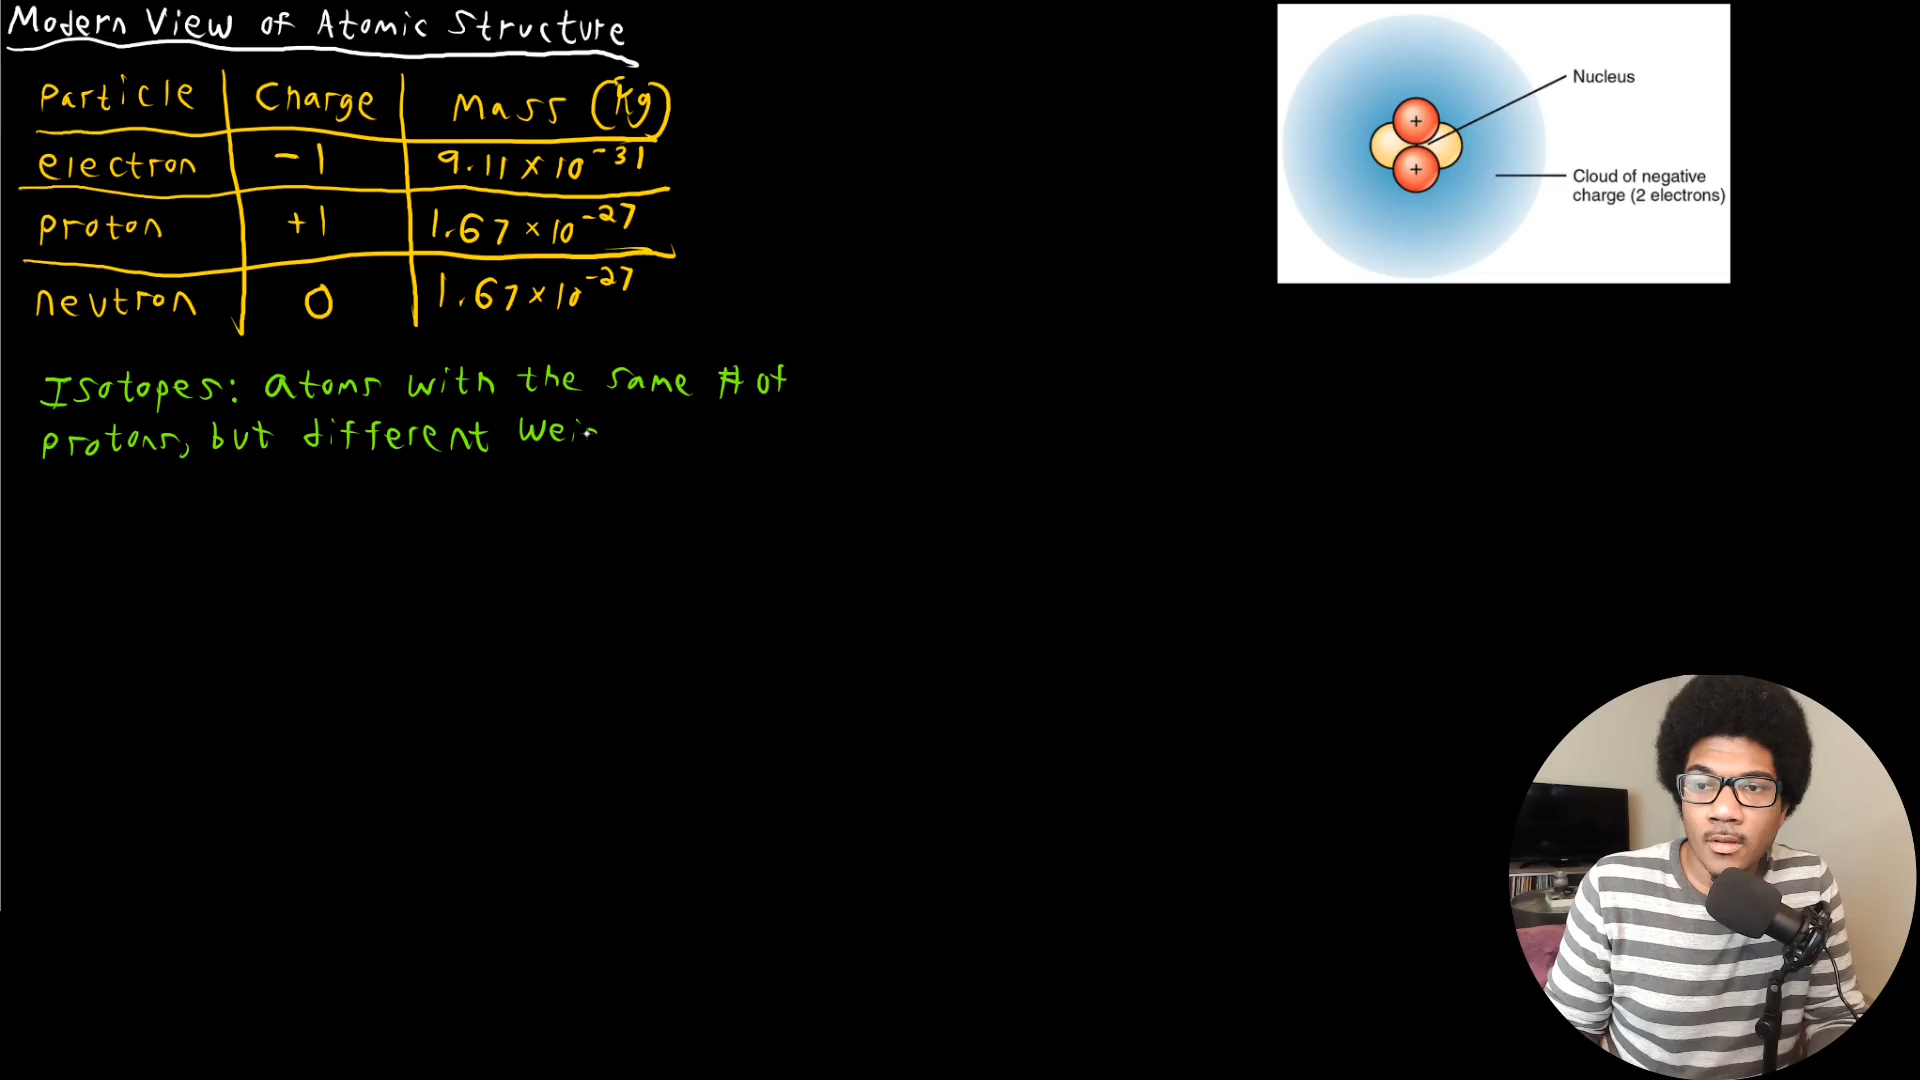 Modern View of Atomic Structure
Particle Charge Mass (kg)
electron -1 9.11 × 10⁻³¹
proton +1 1.67 × 10⁻²⁷
neutron 0 1.67 × 10⁻²⁷
Isotopes: atoms with the same # of
protons, but different
Nucleus
Cloud of negative
charge (2 electrons)
+
+